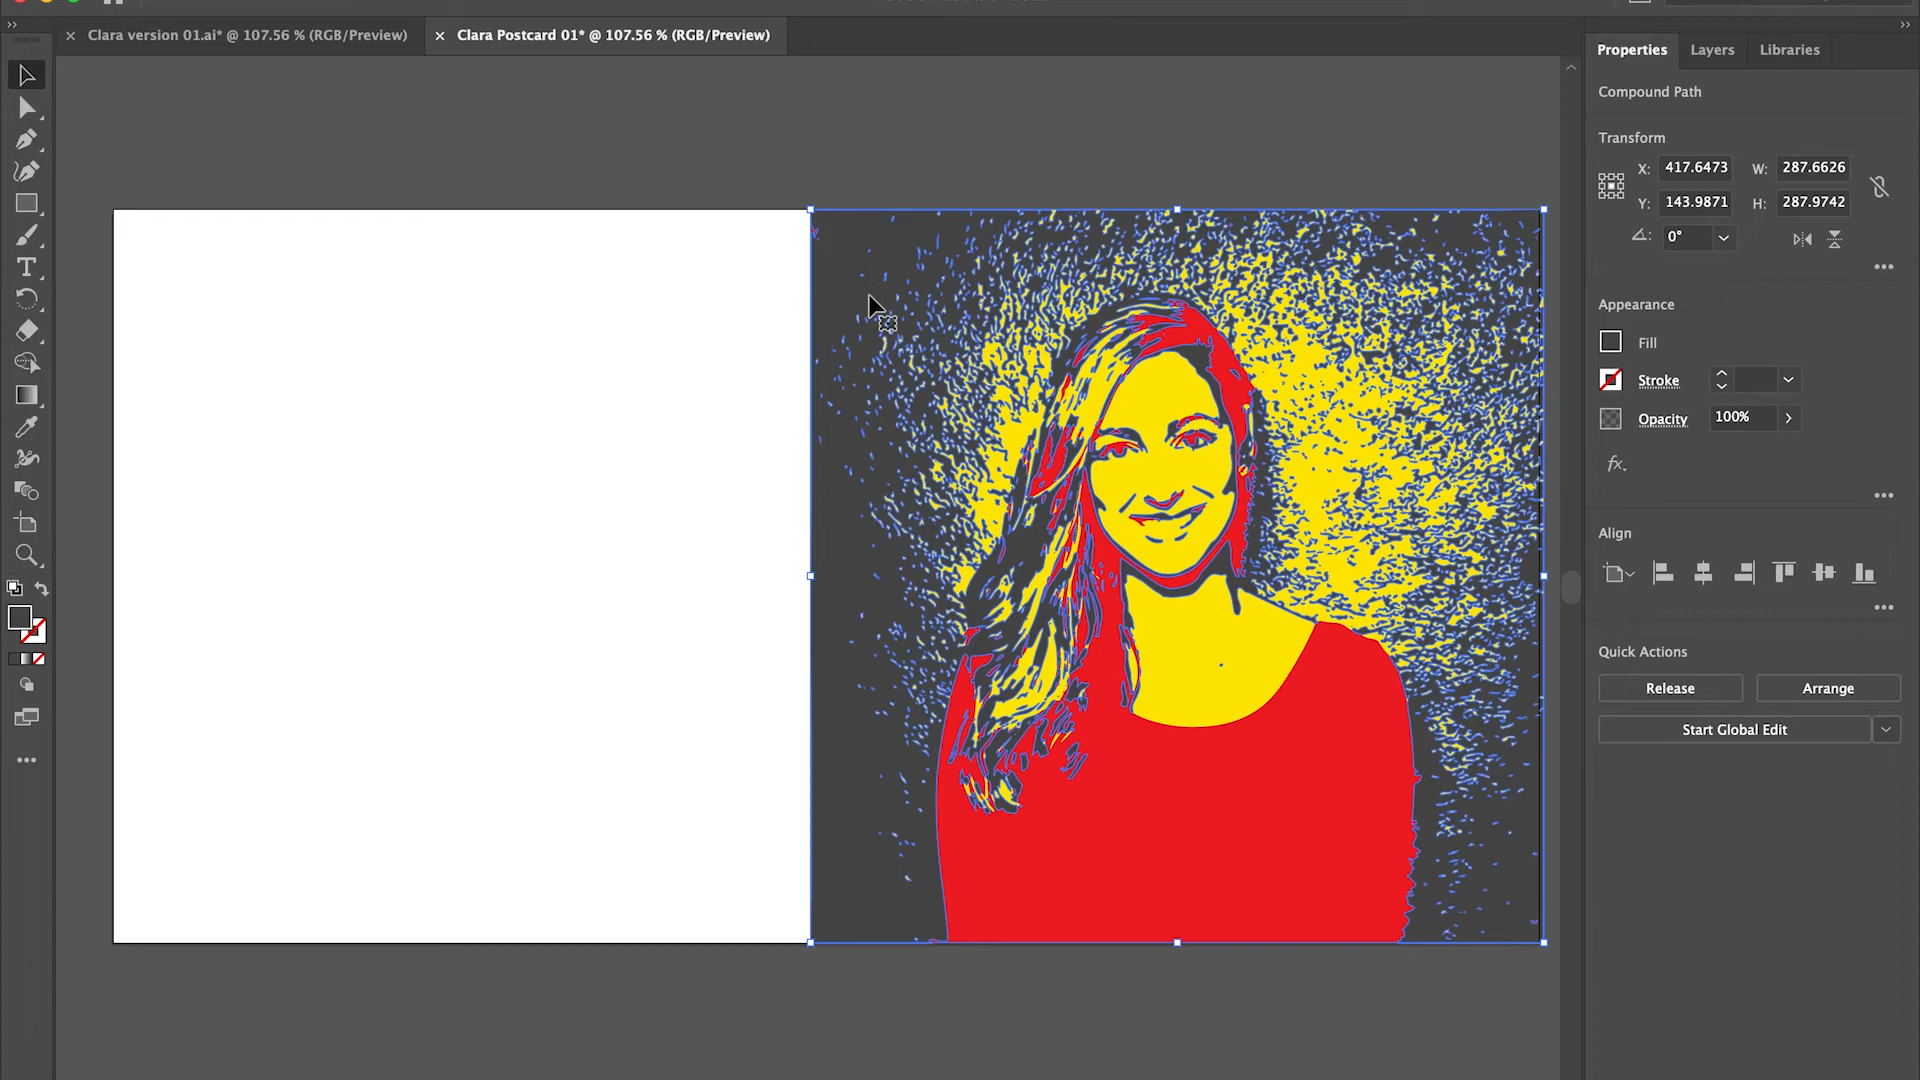 Clara version 01.ai* @ 107.56 % (RGB/Preview)
Clara Postcard 01* @ 107.56 % (RGB/Preview)
Properties
Layers
Libraries
Compound Path
Transform
X: 417.6473 W: 287.6626
Y: 143.9871 H: 287.9742
0°
Appearance
Fill
Stroke
Opacity 100%
fx
Align
Quick Actions
Release
Arrange
Start Global Edit